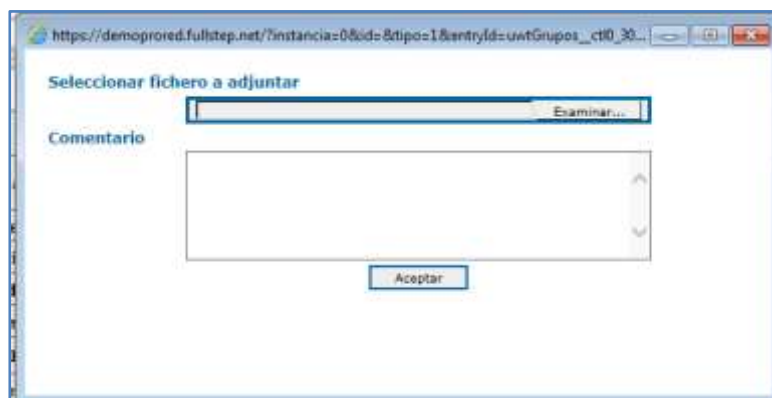 https://demoprored.fullstep.net/?instancia=0&id=&tipo=1&entryId=uwtGrupos__ctl0_30...
Seleccionar fichero a adjuntar
Examinar...
Comentario
Aceptar